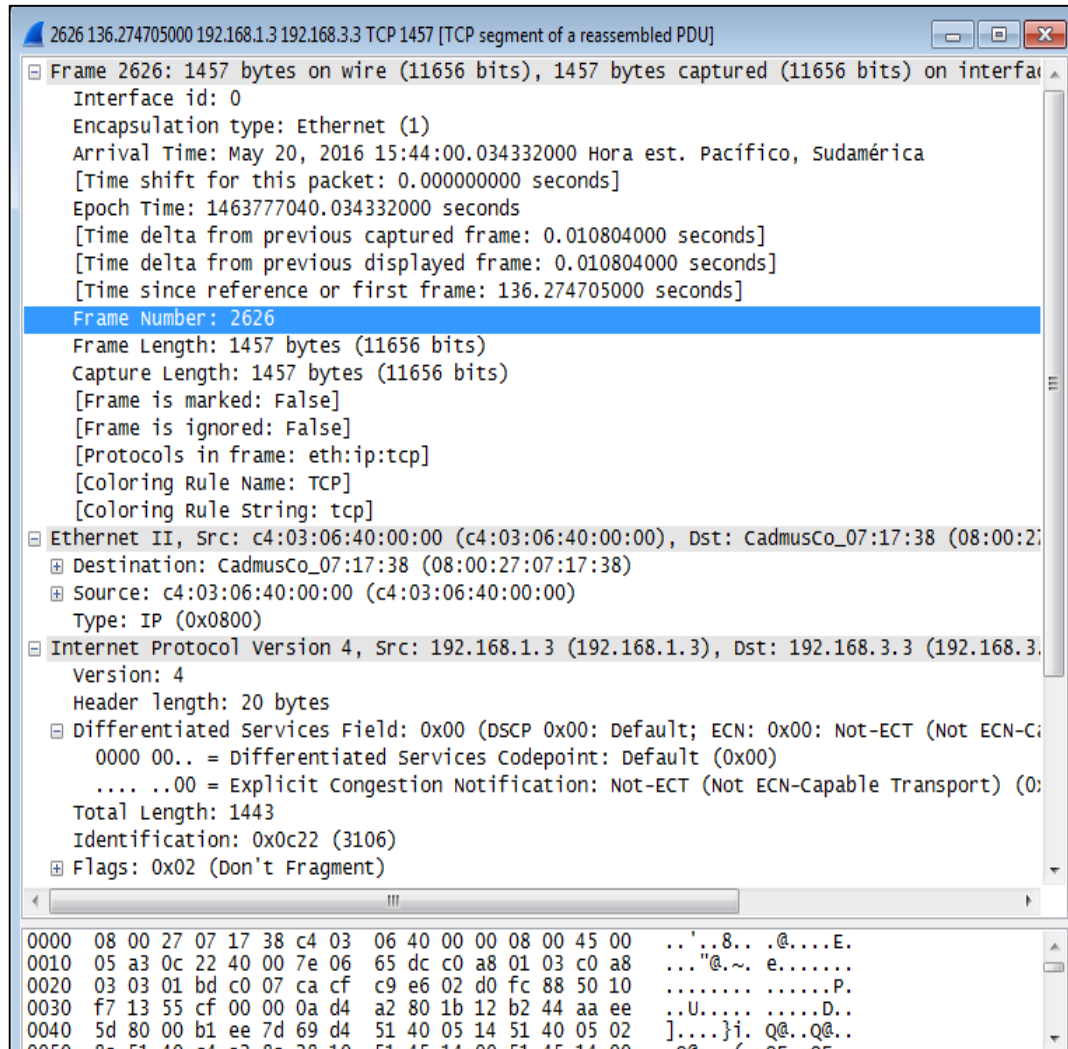 2626 136.274705000 192.168.1.3 192.168.3.3 TCP 1457 [TCP segment of a reassembled PDU]
Frame 2626: 1457 bytes on wire (11656 bits), 1457 bytes captured (11656 bits) on
Interface id: 0
Encapsulation type: Ethernet (1)
Arrival Time: May 20, 2016 15:44:00.034332000 Hora est. Pacífico, Sudamérica
[Time shift for this packet: 0.000000000 seconds]
Epoch Time: 1463777040.034332000 seconds
[Time delta from previous captured frame: 0.010804000 seconds]
[Time delta from previous displayed frame: 0.010804000 seconds]
[Time since reference or first frame: 136.274705000 seconds]
Frame Number: 2626
Frame Length: 1457 bytes (11656 bits)
Capture Length: 1457 bytes (11656 bits)
[Frame is marked: False]
[Frame is ignored: False]
[Protocols in frame: eth:ip:tcp]
[Coloring Rule Name: TCP]
[Coloring Rule String: tcp]
Ethernet II, Src: c4:03:06:40:00:00 (c4:03:06:40:00:00), Dst: CadmusCo_07:17:38 (08:00:27
Destination: CadmusCo_07:17:38 (08:00:27:07:17:38)
Source: c4:03:06:40:00:00 (c4:03:06:40:00:00)
Type: IP (0x0800)
Internet Protocol Version 4, Src: 192.168.1.3 (192.168.1.3), Dst: 192.168.3.3 (192.168.3.
Version: 4
Header length: 20 bytes
Differentiated Services Field: 0x00 (DSCP 0x00: Default; ECN: 0x00: Not-ECT (Not ECN-Ca
0000 00.. = Differentiated Services Codepoint: Default (0x00)
.... ..00 = Explicit Congestion Notification: Not-ECT (Not ECN-Capable Transport) (0x
Total Length: 1443
Identification: 0x0c22 (3106)
Flags: 0x02 (Don't Fragment)
0000 08 00 27 07 17 38 c4 03 06 40 00 00 08 00 45 00 ..'..8.. .@....E.
0010 05 a3 0c 22 40 00 7e 06 65 dc c0 a8 01 03 c0 a8 ..."@.~. e.......
0020 03 03 01 bd c0 07 ca cf c9 e6 02 d0 fc 88 50 10 ........ ......P.
0030 f7 13 55 cf 00 00 0a d4 a2 80 1b 12 b2 44 aa ee ..U..... .....D..
0040 5d 80 00 b1 ee 7d 69 d4 51 40 05 14 51 40 05 02 ]....}i. Q@..Q@..